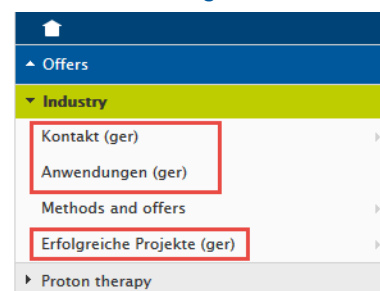 Offers
Industry
Kontakt (ger)
Anwendungen (ger)
Methods and offers
Erfolgreiche Projekte (ger)
Proton therapy